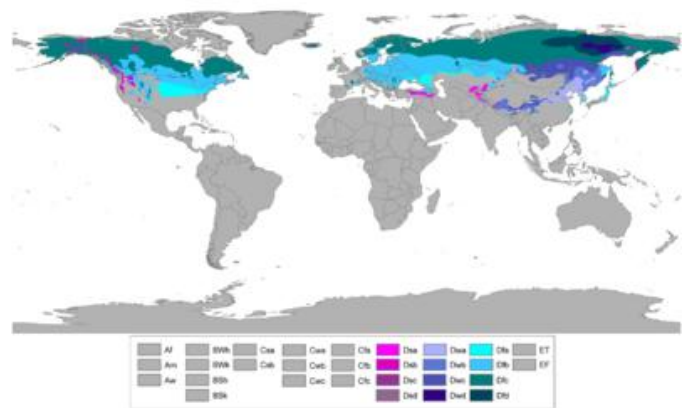 Af BWh Csa Cwa Cfa Dsa Dwa Dfa ET
Am BWk Csb Cwb Cfb Dsb Dwb Dfb EF
Aw BSh Cwc Cfc Dsc Dwc Dfc
BSk Dsd Dwd Dfd